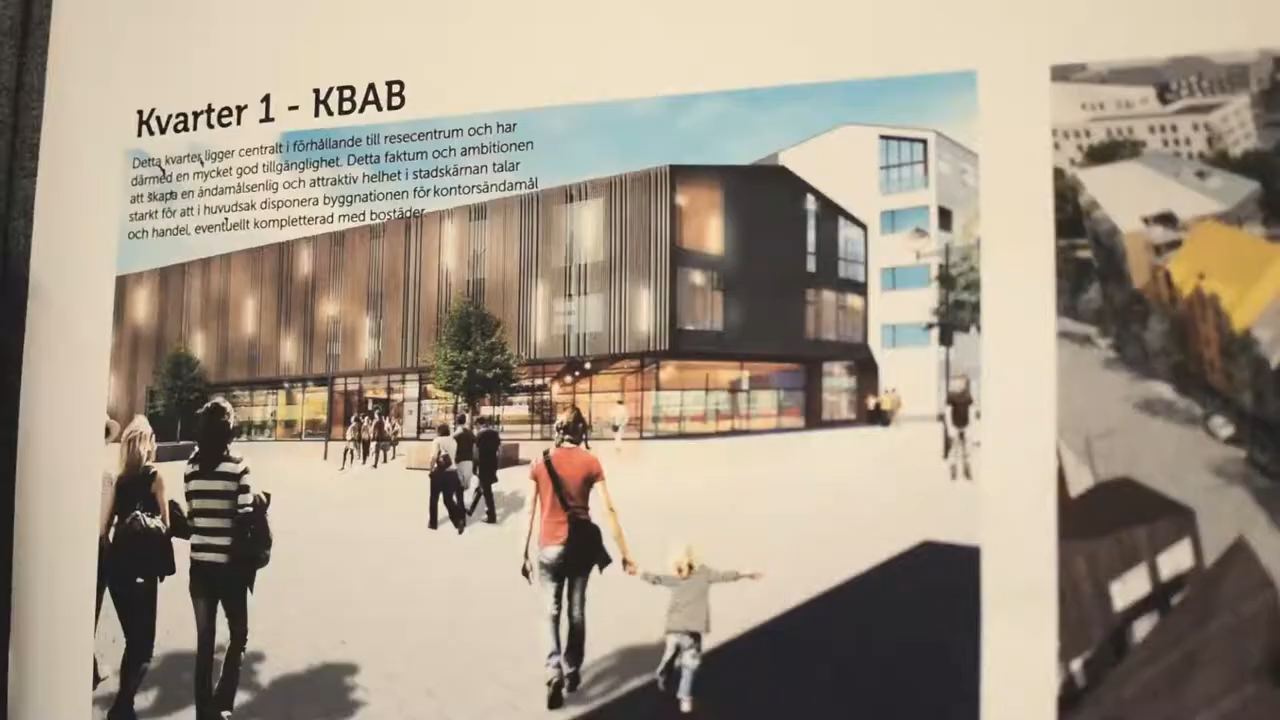 Kvarter 1 - KBAB
Detta kvarter ligger centralt i förhållande till resecentrum och har
därmed en mycket god tillgänglighet. Detta faktum och ambitionen
att skapa en ändamålsenlig och attraktiv helhet i stadskärnan talar
starkt för att i huvudsak disponera byggnationen för kontorsändamål
och handel, eventuellt kompletterad med bostäder.